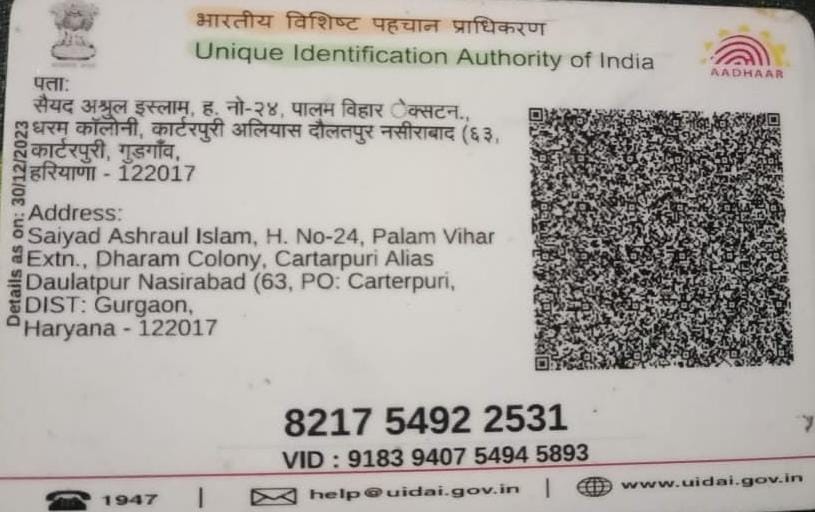 भारतीय विशिष्ट पहचान प्राधिकरण
Unique Identification Authority of India
AADHAAR
पता:
सैयद अश्रुल इस्लाम, ह. नो-२४, पालम विहार ेक्सटन.,
धरम कॉलोनी, कार्टरपुरी अलियास दौलतपुर नसीराबाद (६३,
कार्टरपुरी, गुडगाँव,
हरियाणा - 122017
Details as on: 30/12/2023
Address:
Saiyad Ashraul Islam, H. No-24, Palam Vihar
Extn., Dharam Colony, Cartarpuri Alias
Daulatpur Nasirabad (63, PO: Carterpuri,
DIST: Gurgaon,
Haryana - 122017
8217 5492 2531
VID : 9183 9407 5494 5893
1947 | help@uidai.gov.in | www.uidai.gov.in